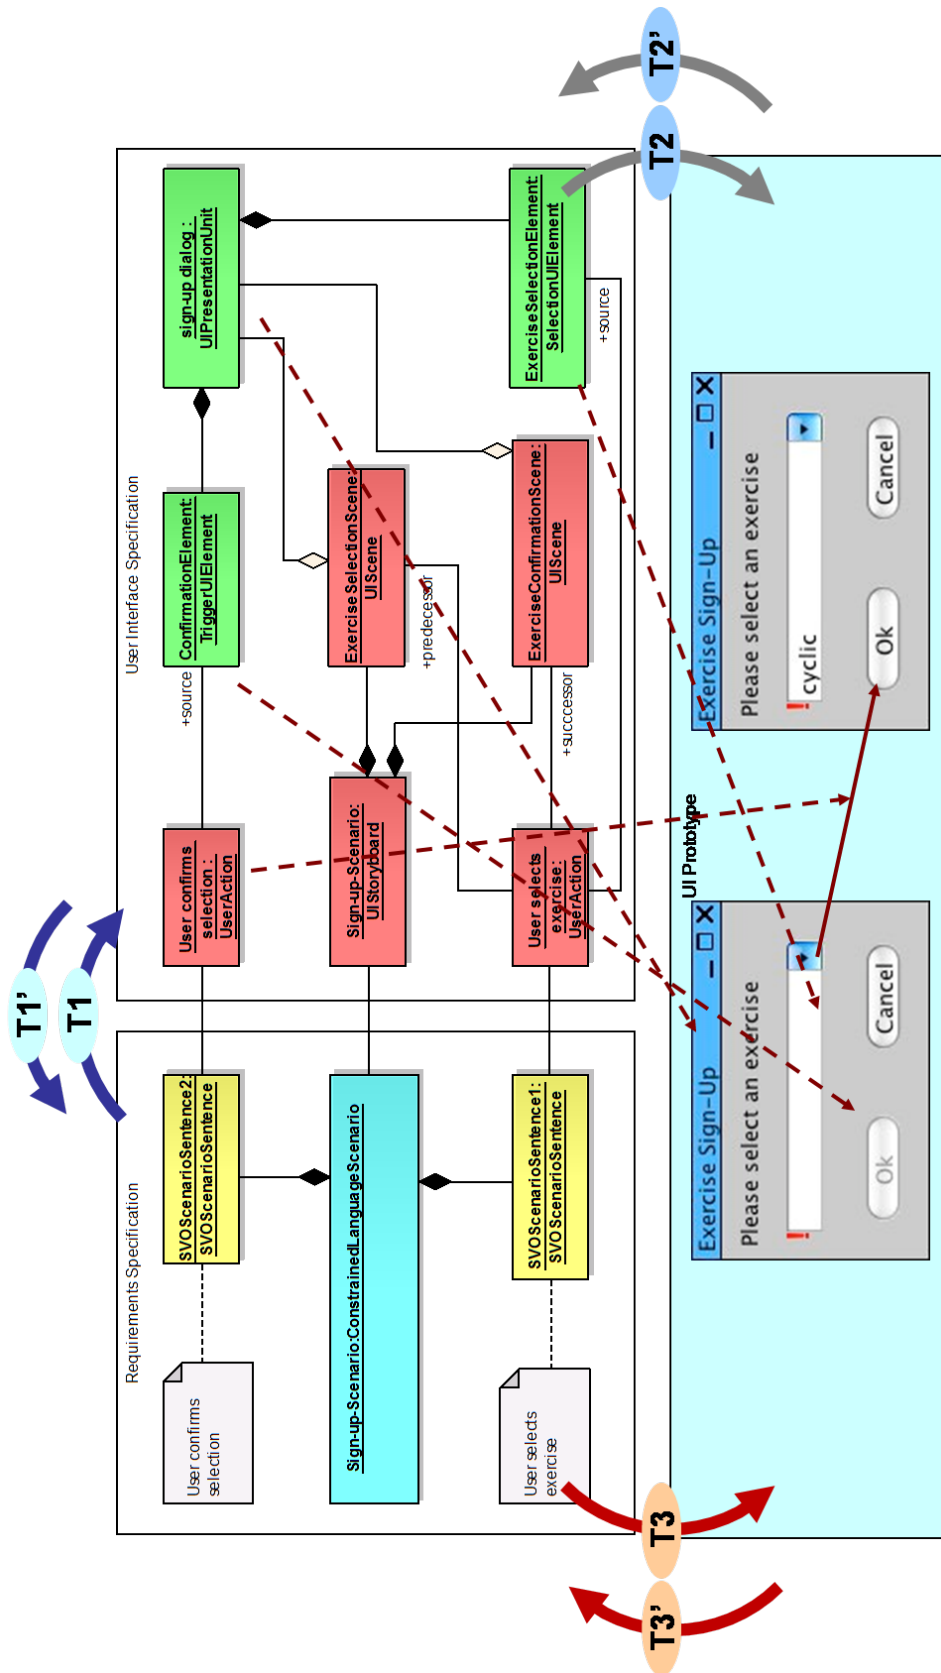 T1'
T1
Requirements Specification
User confirms
selection
SVOScenarioSentence2:
SVOScenarioSentence
Sign-up-Scenario:ConstrainedLanguageScenario
User selects
exercise
SVOScenarioSentence1:
SVOScenarioSentence
User Interface Specification
User confirms
selection :
UserAction
+source
ConfirmationElement:
TriggerUIElement
sign-up dialog :
UIPresentationUnit
Sign-up-Scenario:
UIStoryboard
ExerciseSelectionScene:
UIScene
+predecessor
User selects
exercise:
UserAction
+succcessor
ExerciseConfirmationScene:
UIScene
ExerciseSelectionElement:
SelectionUIElement
+source
T3'
T3
T2
T2'
UI Prototype
Exercise Sign-Up
Please select an exercise
!
Ok
Cancel
Exercise Sign-Up
Please select an exercise
! cyclic
Ok
Cancel